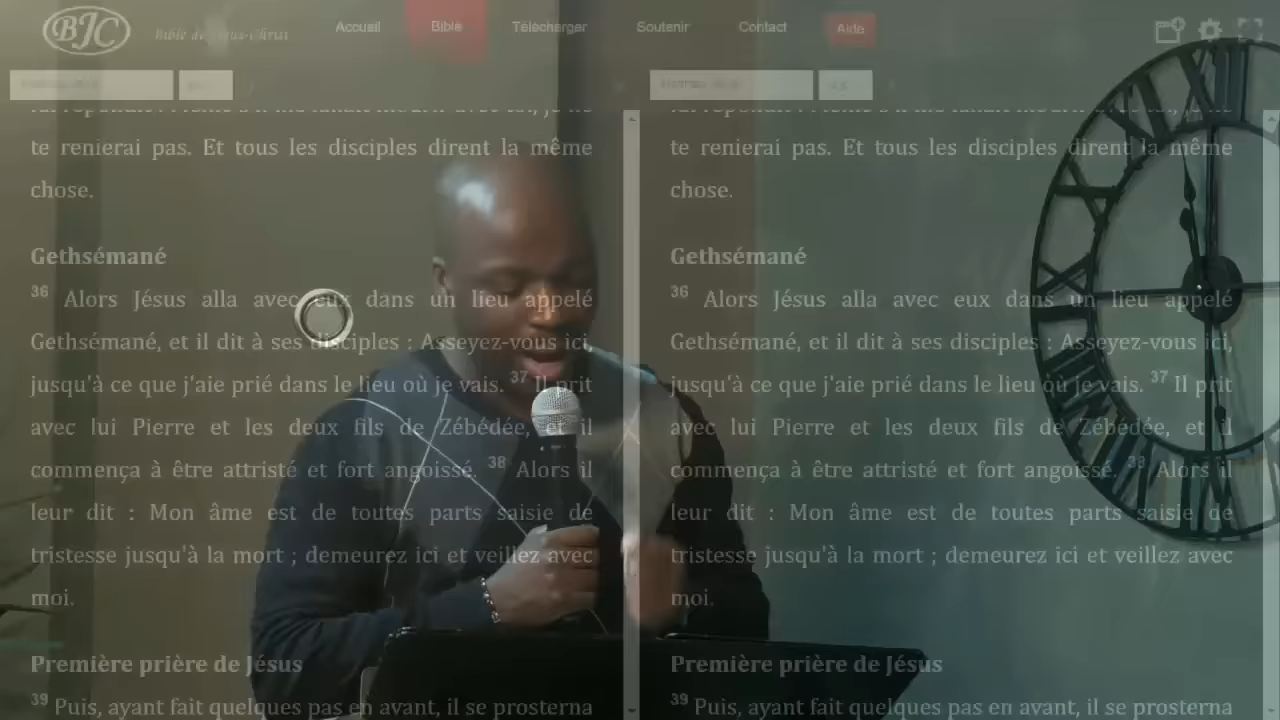 BJC
Bible de Jésus-Christ
Accueil
Bible
Télécharger
Soutenir
Contact
Aide
te renierai pas. Et tous les disciples dirent la même
chose.
Gethsémané
36 Alors Jésus alla avec eux dans un lieu appelé
Gethsémané, et il dit à ses disciples : Asseyez-vous ici,
jusqu'à ce que j'aie prié dans le lieu où je vais. 37 Il prit
avec lui Pierre et les deux fils de Zébédée, et il
commença à être attristé et fort angoissé. 38 Alors il
leur dit : Mon âme est de toutes parts saisie de
tristesse jusqu'à la mort ; demeurez ici et veillez avec
moi.
Première prière de Jésus
39 Puis, ayant fait quelques pas en avant, il se prosterna
te renierai pas. Et tous les disciples dirent la même
chose.
Gethsémané
36 Alors Jésus alla avec eux dans un lieu appelé
Gethsémané, et il dit à ses disciples : Asseyez-vous ici,
jusqu'à ce que j'aie prié dans le lieu où je vais. 37 Il prit
avec lui Pierre et les deux fils de Zébédée, et il
commença à être attristé et fort angoissé. 38 Alors il
leur dit : Mon âme est de toutes parts saisie de
tristesse jusqu'à la mort ; demeurez ici et veillez avec
moi.
Première prière de Jésus
39 Puis, ayant fait quelques pas en avant, il se prosterna